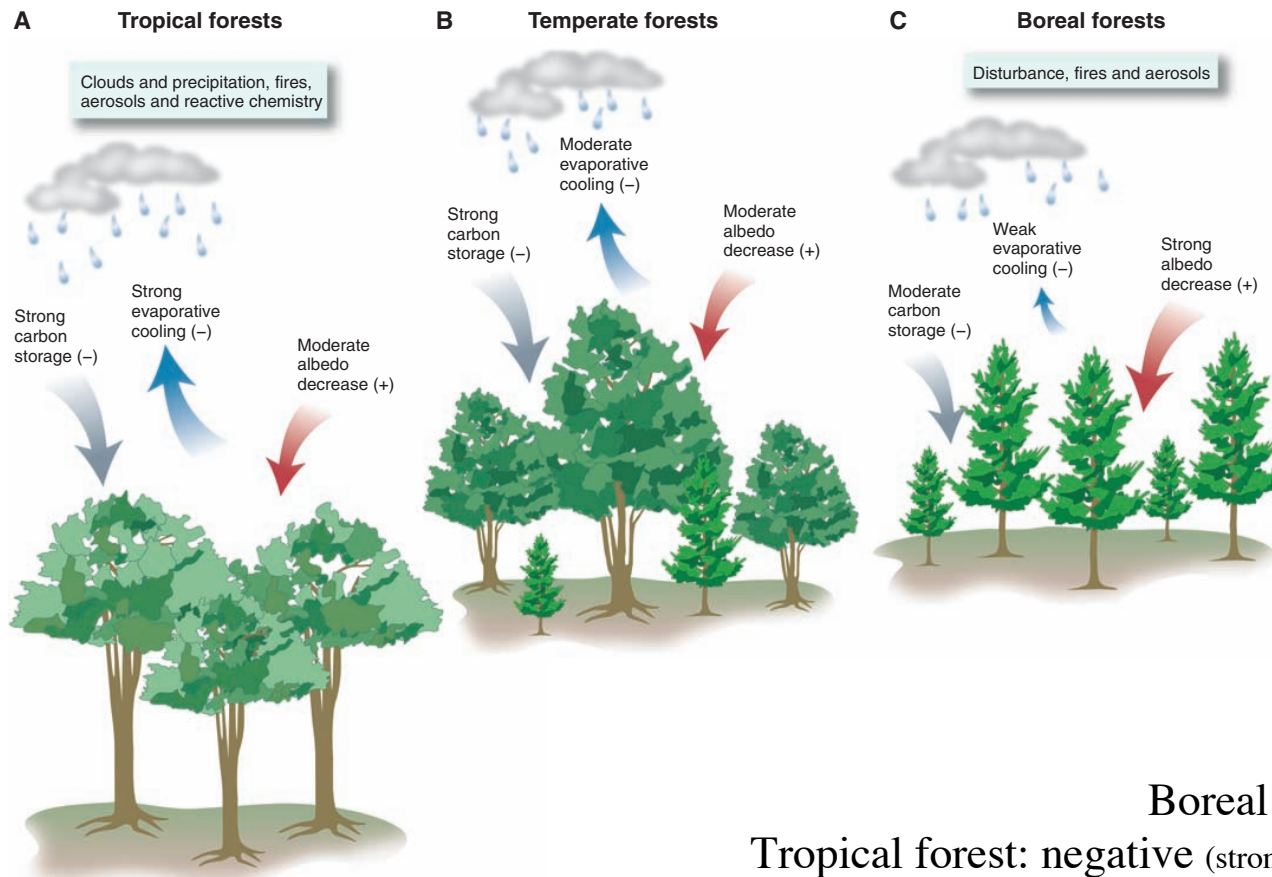 A Tropical forests
Clouds and precipitation, fires,
aerosols and reactive chemistry
Strong
carbon
storage (−)
Strong
evaporative
cooling (−)
Moderate
albedo
decrease (+)
B Temperate forests
Strong
carbon
storage (−)
Moderate
evaporative
cooling (−)
Moderate
albedo
decrease (+)
C Boreal forests
Disturbance, fires and aerosols
Moderate
carbon
storage (−)
Weak
evaporative
cooling (−)
Strong
albedo
decrease (+)
Boreal
Tropical forest: negative (stron